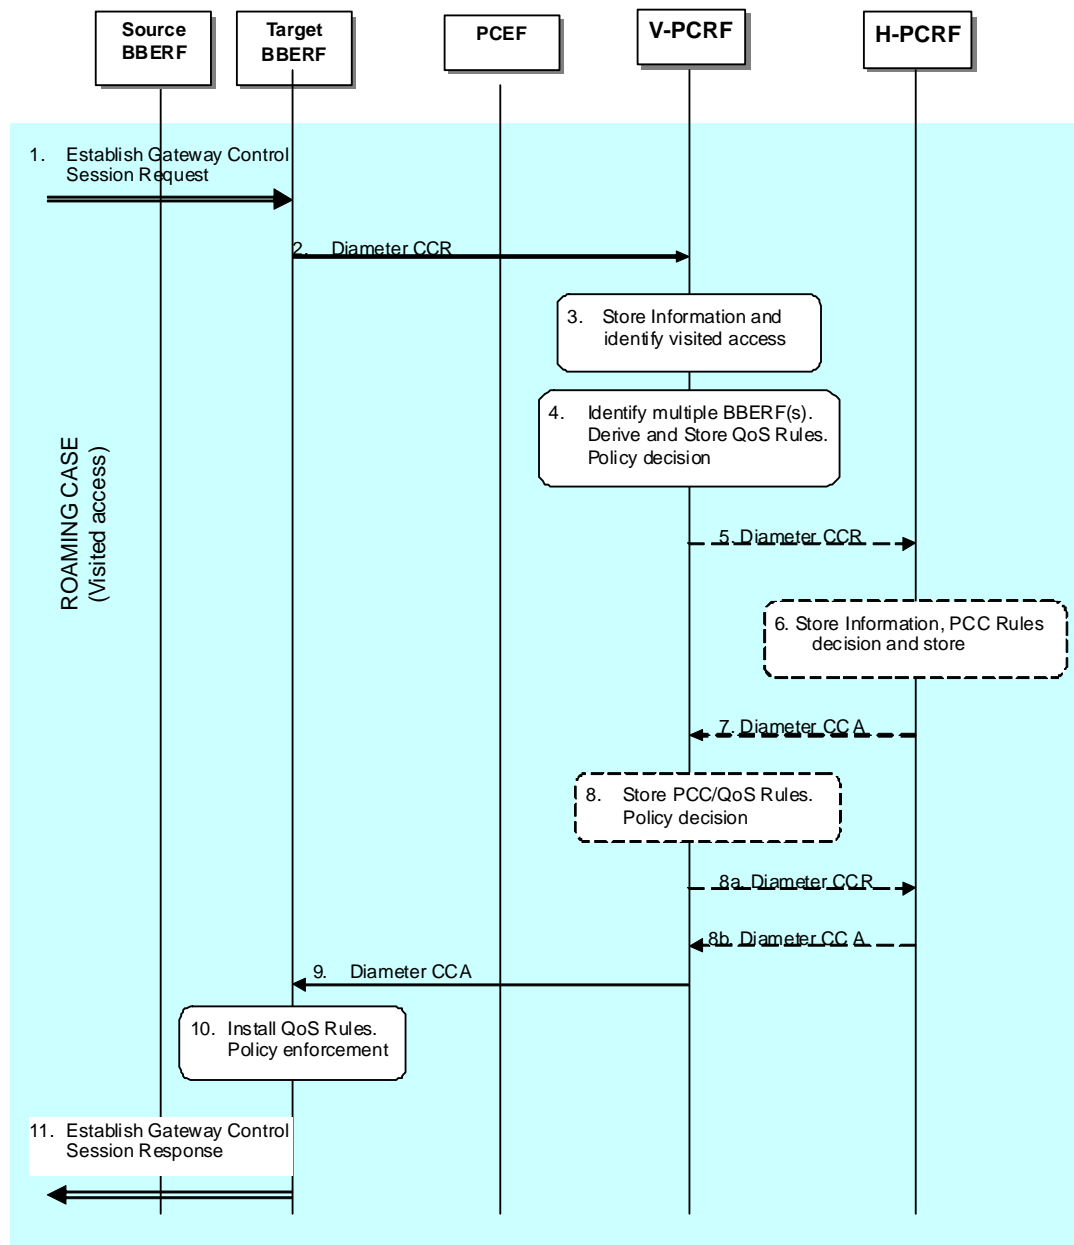 Source
BBERF
Target
BBERF
PCEF
V-PCRF
H-PCRF
1. Establish Gateway Control
Session Request
2. Diameter CCR
3. Store Information and
identify visited access
4. Identify multiple BBERF(s).
Derive and Store QoS Rules.
Policy decision
ROAMING CASE
(Visited access)
5. Diameter CCR
6. Store Information, PCC Rules
decision and store
7. Diameter CCA
8. Store PCC/QoS Rules.
Policy decision
8a. Diameter CCR
8b. Diameter CCA
9. Diameter CCA
10. Install QoS Rules.
Policy enforcement
11. Establish Gateway Control
Session Response